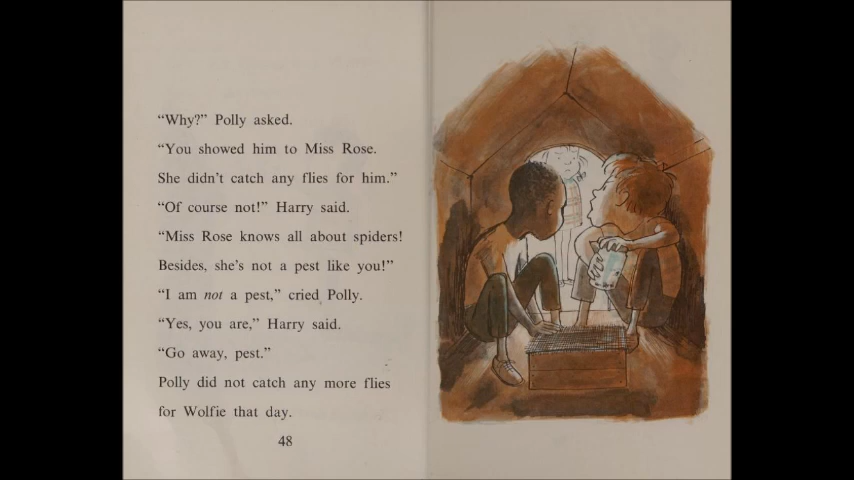 “Why?” Polly asked.
“You showed him to Miss Rose.
She didn’t catch any flies for him.”
“Of course not!” Harry said.
“Miss Rose knows all about spiders!
Besides, she’s not a pest like you!”
“I am not a pest,” cried Polly.
“Yes, you are,” Harry said.
“Go away, pest.”
Polly did not catch any more flies
for Wolfie that day.
48